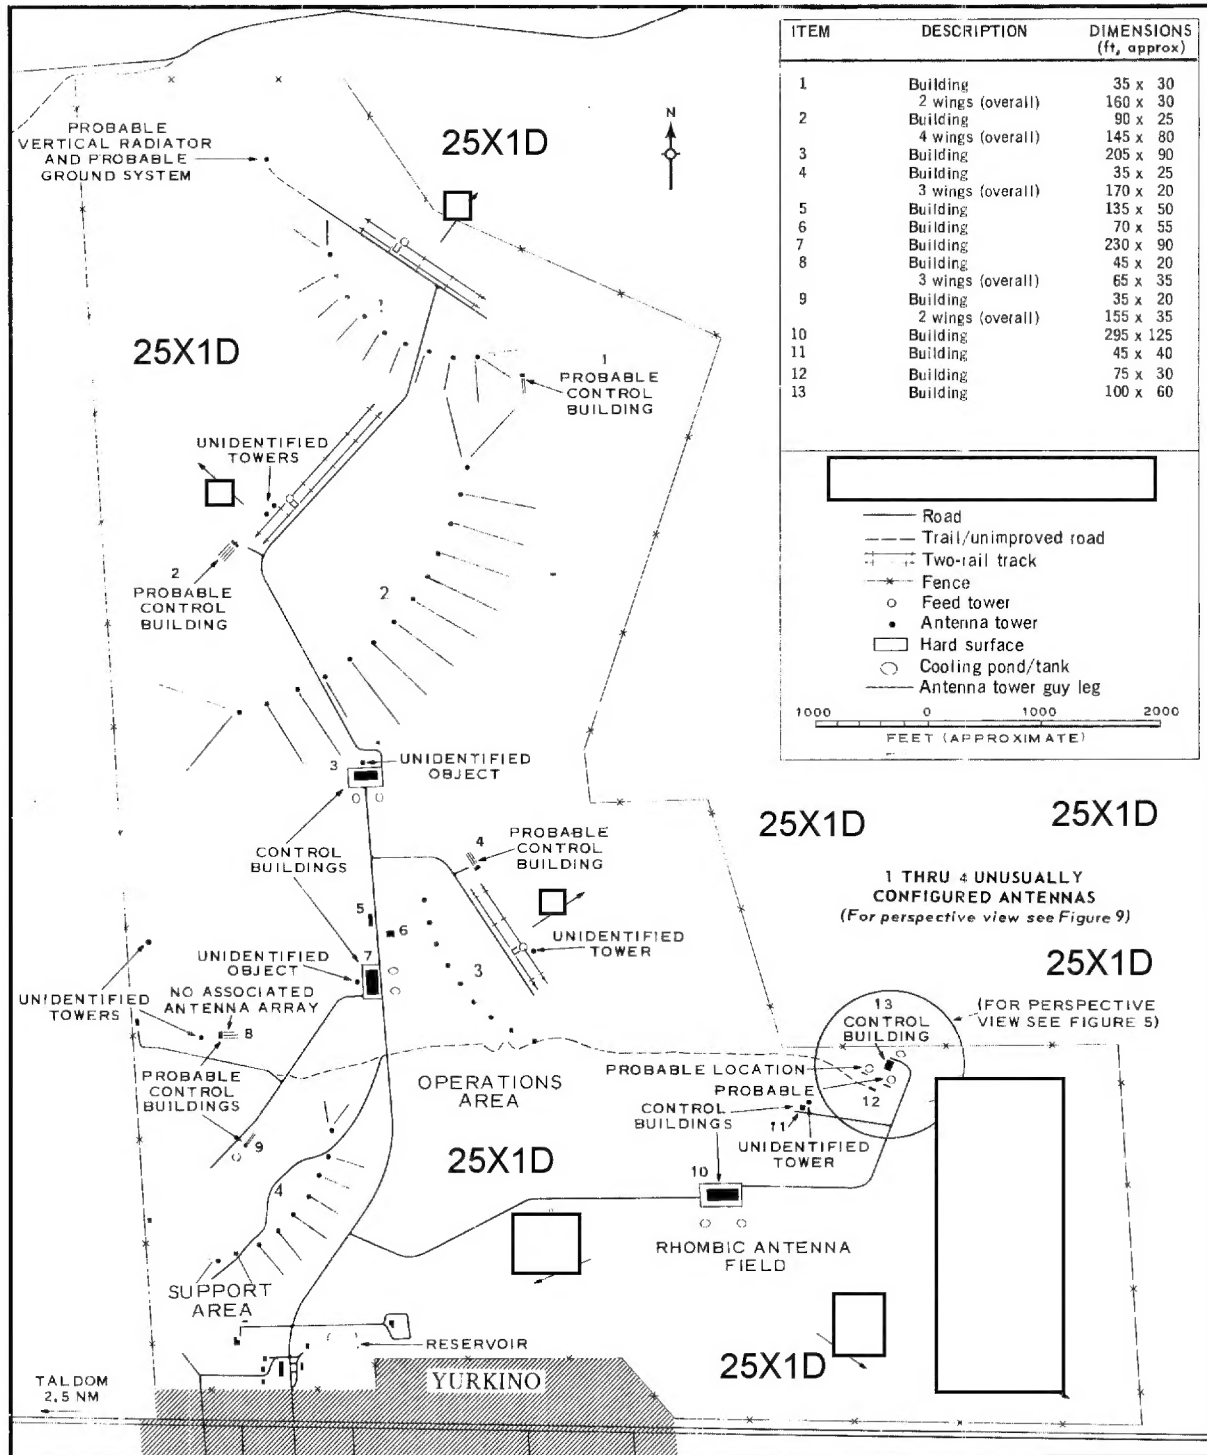 ITEM DESCRIPTION DIMENSIONS
(ft, approx)
1 Building 35 x 30
2 wings (overall) 160 x 30
2 Building 90 x 25
4 wings (overall) 145 x 80
3 Building 205 x 90
4 Building 35 x 25
3 wings (overall) 170 x 20
5 Building 135 x 50
6 Building 70 x 55
7 Building 230 x 90
8 Building 45 x 20
3 wings (overall) 65 x 35
9 Building 35 x 20
2 wings (overall) 155 x 35
10 Building 295 x 125
11 Building 45 x 40
12 Building 75 x 30
13 Building 100 x 60
Road
Trail/unimproved road
Two-rail track
Fence
Feed tower
Antenna tower
Hard surface
Cooling pond/tank
Antenna tower guy leg
1000 0 1000 2000
FEET (APPROXIMATE)
PROBABLE
VERTICAL RADIATOR
AND PROBABLE
GROUND SYSTEM
25X1D
N
25X1D
1
1
PROBABLE
CONTROL
BUILDING
UNIDENTIFIED
TOWERS
2
PROBABLE
CONTROL
BUILDING
2
3
UNIDENTIFIED
OBJECT
CONTROL
BUILDINGS
4
PROBABLE
CONTROL
BUILDING
25X1D
25X1D
1 THRU 4 UNUSUALLY
CONFIGURED ANTENNAS
(For perspective view see Figure 9)
5
6
7
UNIDENTIFIED
OBJECT
UNIDENTIFIED
TOWER
3
25X1D
UNIDENTIFIED
TOWERS
NO ASSOCIATED
ANTENNA ARRAY
8
13
CONTROL
BUILDING
(FOR PERSPECTIVE
VIEW SEE FIGURE 5)
PROBABLE
CONTROL
BUILDINGS
OPERATIONS
AREA
PROBABLE LOCATION
PROBABLE
12
CONTROL
BUILDINGS
11
UNIDENTIFIED
TOWER
9
25X1D
10
4
RHOMBIC ANTENNA
FIELD
SUPPORT
AREA
RESERVOIR
25X1D
YURKINO
TALDOM
2.5 NM